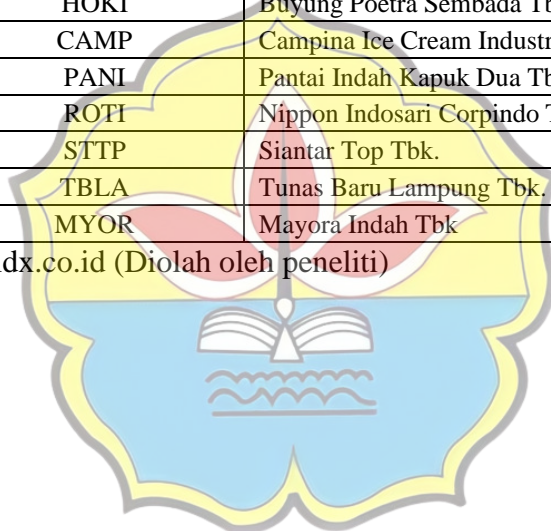 HOKI Buyung Poetra Sembada Tb
CAMP Campina Ice Cream Industr
PANI Pantai Indah Kapuk Dua Tb
ROTI Nippon Indosari Corpindo T
STTP Siantar Top Tbk.
TBLA Tunas Baru Lampung Tbk.
MYOR Mayora Indah Tbk
dx.co.id (Diolah oleh peneliti)